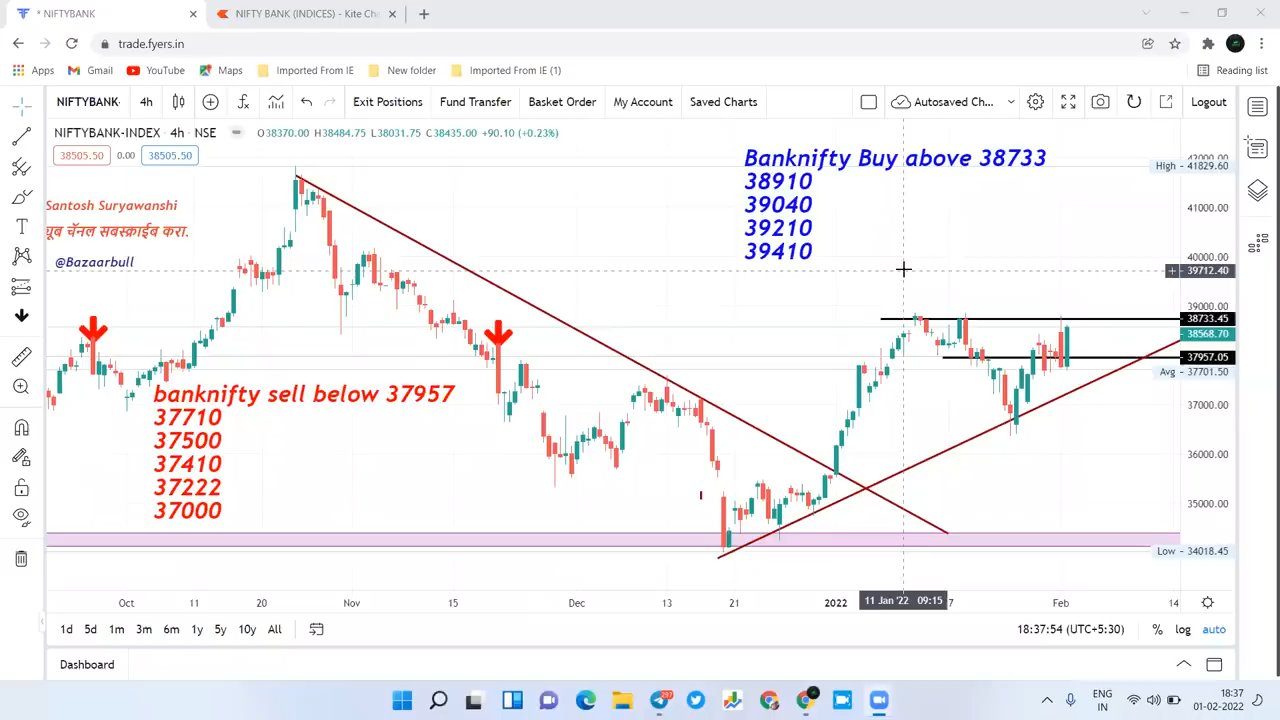 * NIFTYBANK
NIFTY BANK (INDICES) - Kite Cha
trade.fyers.in
Apps Gmail YouTube Maps Imported From IE New folder Imported From IE (1) Reading list
NIFTYBANK- 4h Exit Positions Fund Transfer Basket Order My Account Saved Charts Autosaved Ch... Logout
NIFTYBANK-INDEX · 4h · NSE O38370.00 H38484.75 L38031.75 C38435.00 +90.10 (+0.23%)
38505.50 0.00 38505.50
Banknifty Buy above 38733
38910
39040
39210
39410
Santosh Suryawanshi
यूब चॅनल सबस्क्राईब करा.
@Bazaarbull
banknifty sell below 37957
37710
37500
37410
37222
37000
42000.00
High - 41829.60
41000.00
40000.00
39712.40
39000.00
38733.45
38568.70
37957.05
Avg - 37701.50
37000.00
36000.00
35000.00
Low - 34018.45
Oct 11 20 Nov 15 Dec 13 21 2022 11 Jan '22 09:15 7 Feb 14
1d 5d 1m 3m 6m 1y 5y 10y All 18:37:54 (UTC+5:30) % log auto
Dashboard
297
ENG
IN
18:37
01-02-2022